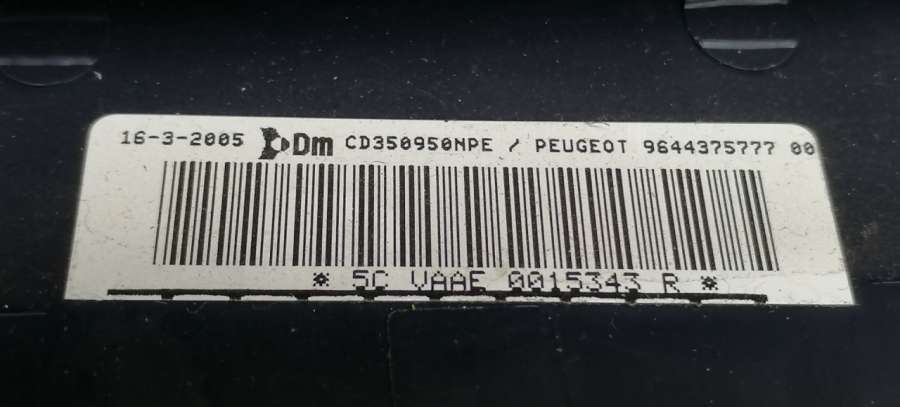 16-3-2005 Dm CD350950NPE / PEUGEOT 9644375777 00
* 5C VAAE 0015343 R *